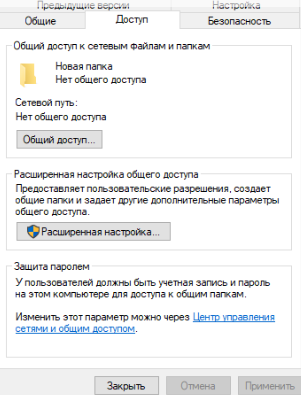 Предыдущие версии Настройка
Общие Доступ Безопасность
Общий доступ к сетевым файлам и папкам
Новая папка
Нет общего доступа
Сетевой путь:
Нет общего доступа
Общий доступ...
Расширенная настройка общего доступа
Предоставляет пользовательские разрешения, создает
общие папки и задает другие дополнительные параметры
общего доступа.
Расширенная настройка...
Защита паролем
У пользователей должны быть учетная запись и пароль
на этом компьютере для доступа к общим папкам.
Изменить этот параметр можно через Центр управления
сетями и общим доступом.
Закрыть Отмена Применить